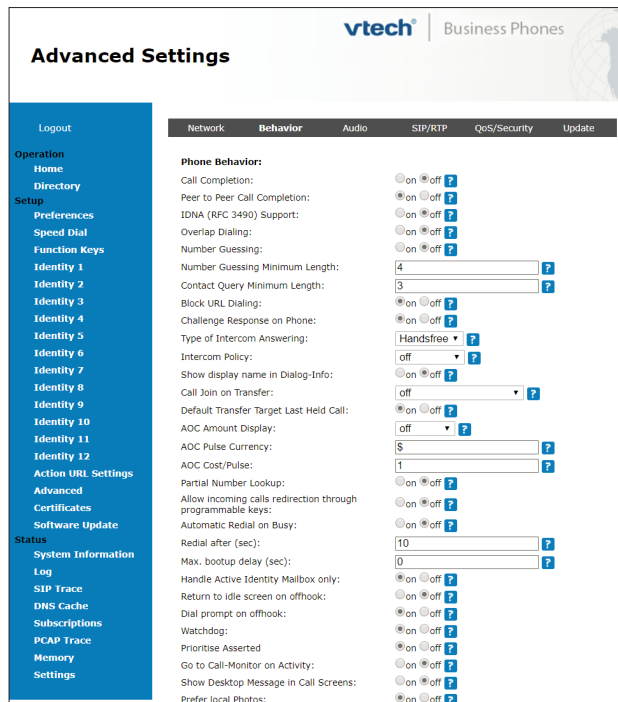 vtech® Business Phones
Advanced Settings
Logout
Operation
Home
Directory
Setup
Preferences
Speed Dial
Function Keys
Identity 1
Identity 2
Identity 3
Identity 4
Identity 5
Identity 6
Identity 7
Identity 8
Identity 9
Identity 10
Identity 11
Identity 12
Action URL Settings
Advanced
Certificates
Software Update
Status
System Information
Log
SIP Trace
DNS Cache
Subscriptions
PCAP Trace
Memory
Settings
Network Behavior Audio SIP/RTP QoS/Security Update
Phone Behavior:
Call Completion: on off ?
Peer to Peer Call Completion: on off ?
IDNA (RFC 3490) Support: on off ?
Overlap Dialing: on off ?
Number Guessing: on off ?
Number Guessing Minimum Length: 4 ?
Contact Query Minimum Length: 3 ?
Block URL Dialing: on off ?
Challenge Response on Phone: on off ?
Type of Intercom Answering: Handsfree ?
Intercom Policy: off ?
Show display name in Dialog-Info: on off ?
Call Join on Transfer: off ?
Default Transfer Target Last Held Call: on off ?
AOC Amount Display: off ?
AOC Pulse Currency: $ ?
AOC Cost/Pulse: 1 ?
Partial Number Lookup: on off ?
Allow incoming calls redirection through
programmable keys: on off ?
Automatic Redial on Busy: on off ?
Redial after (sec): 10 ?
Max. bootup delay (sec): 0 ?
Handle Active Identity Mailbox only: on off ?
Return to idle screen on offhook: on off ?
Dial prompt on offhook: on off ?
Watchdog: on off ?
Prioritise Asserted on off ?
Go to Call-Monitor on Activity: on off ?
Show Desktop Message in Call Screens: on off ?
Prefer local Photos: on off ?